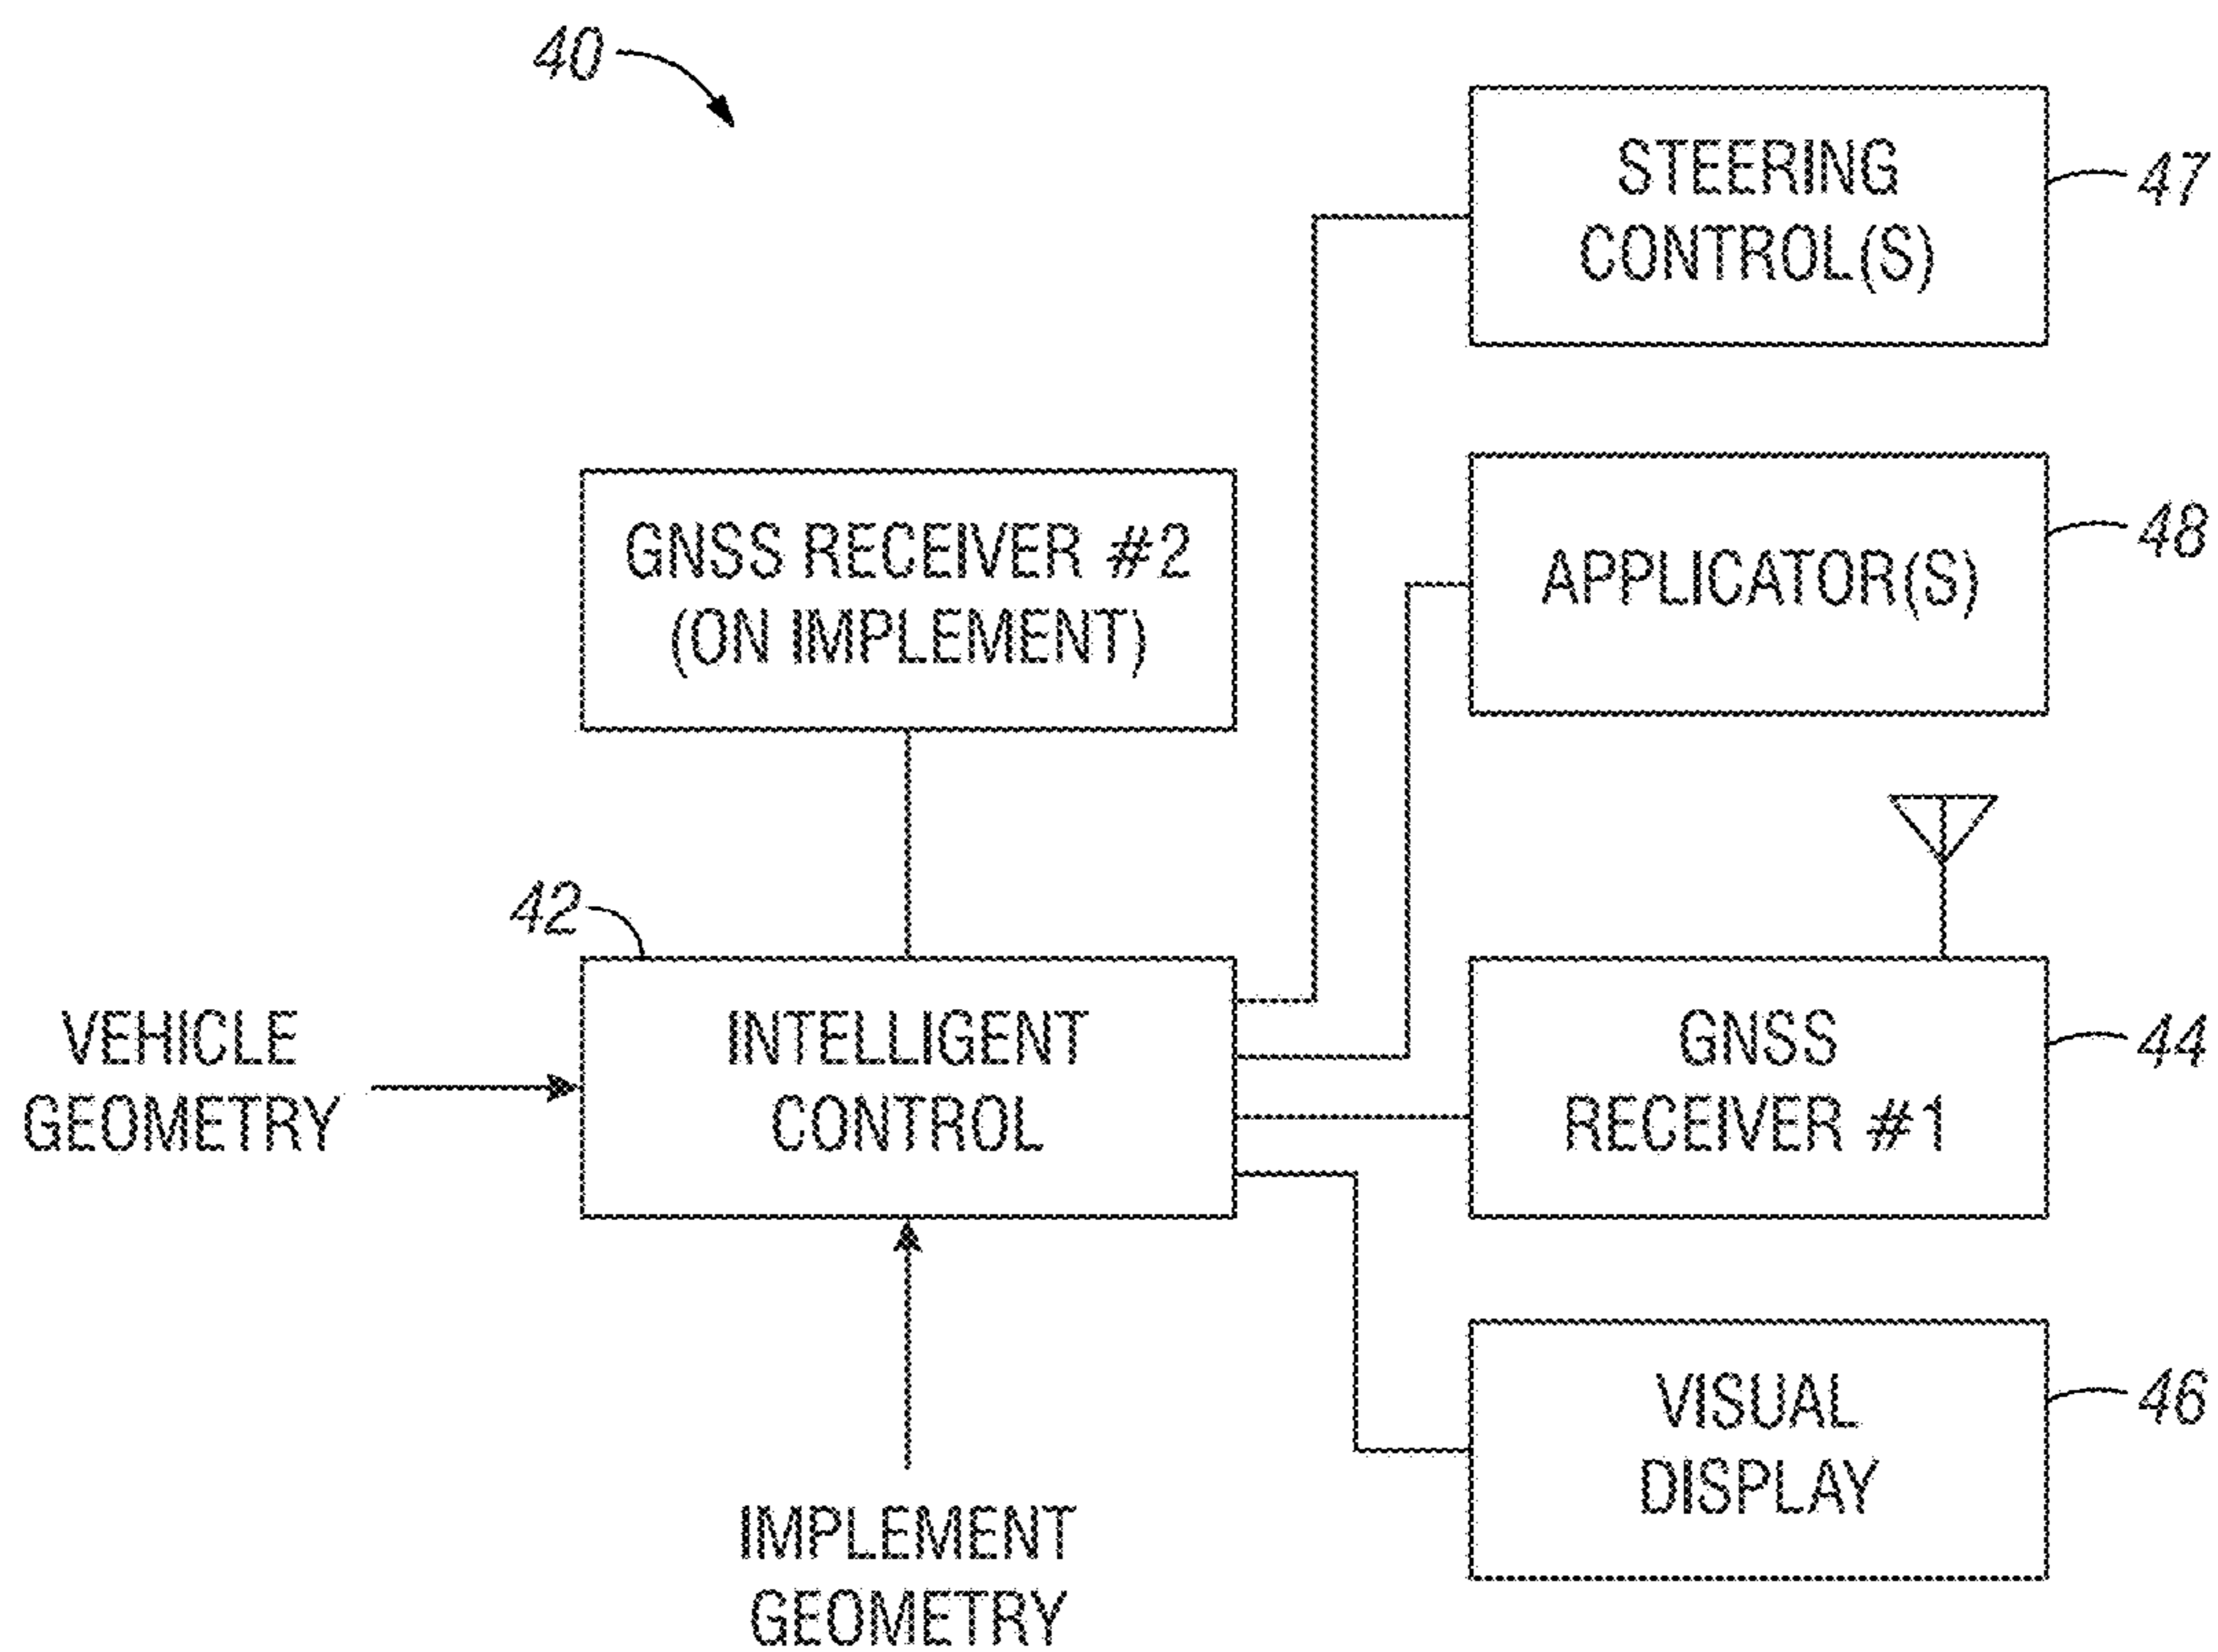 40
STEERING
CONTROL(S)
47
GNSS RECEIVER #2
(ON IMPLEMENT)
APPLICATOR(S)
48
42
VEHICLE
GEOMETRY
INTELLIGENT
CONTROL
GNSS
RECEIVER #1
44
VISUAL
DISPLAY
46
IMPLEMENT
GEOMETRY